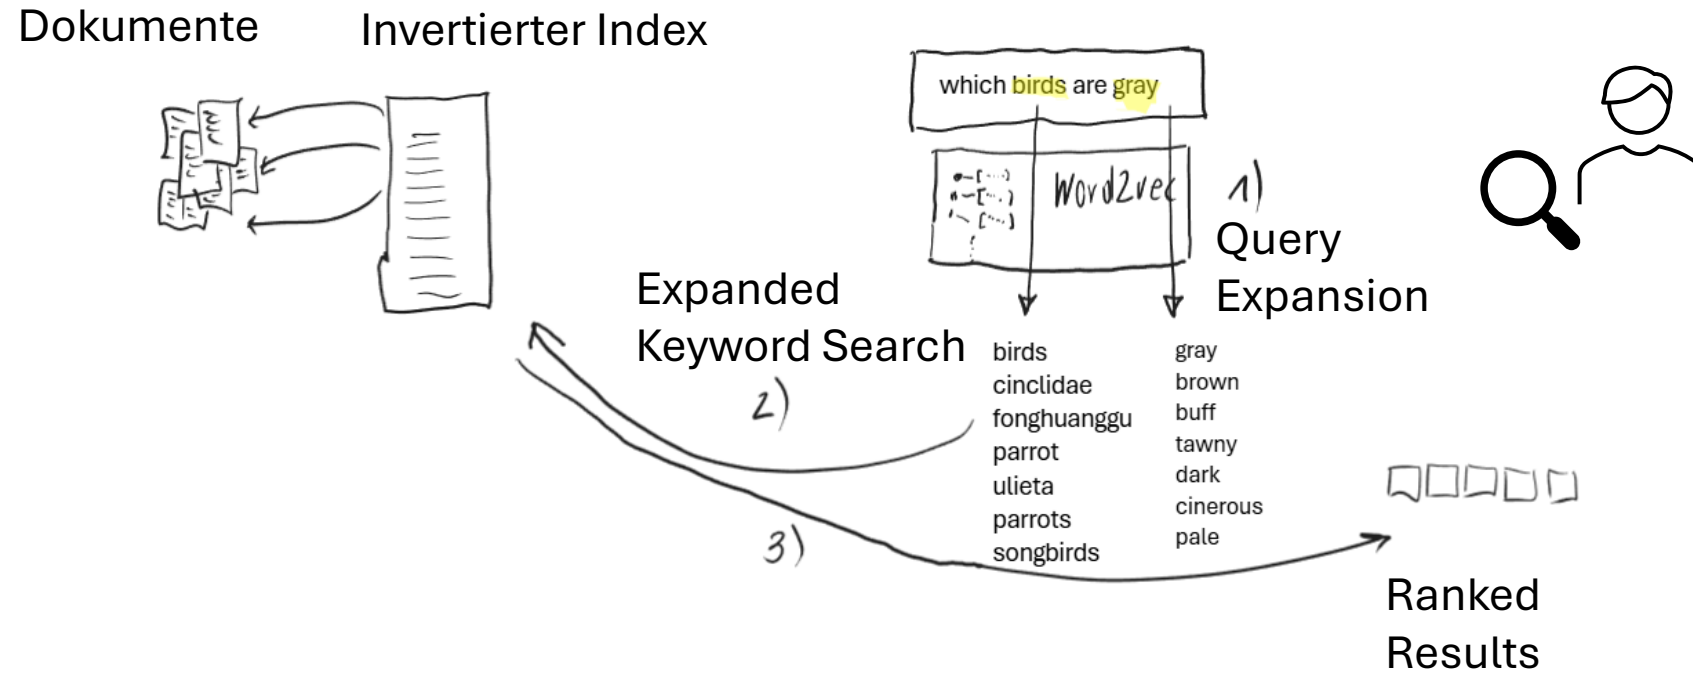 Dokumente
Invertierter Index
which birds are gray
Word2vec
1)
Query
Expansion
Expanded
Keyword Search
2)
birds
cinclidae
fonghuanggu
parrot
ulieta
parrots
songbirds
gray
brown
buff
tawny
dark
cinerous
pale
3)
Ranked
Results